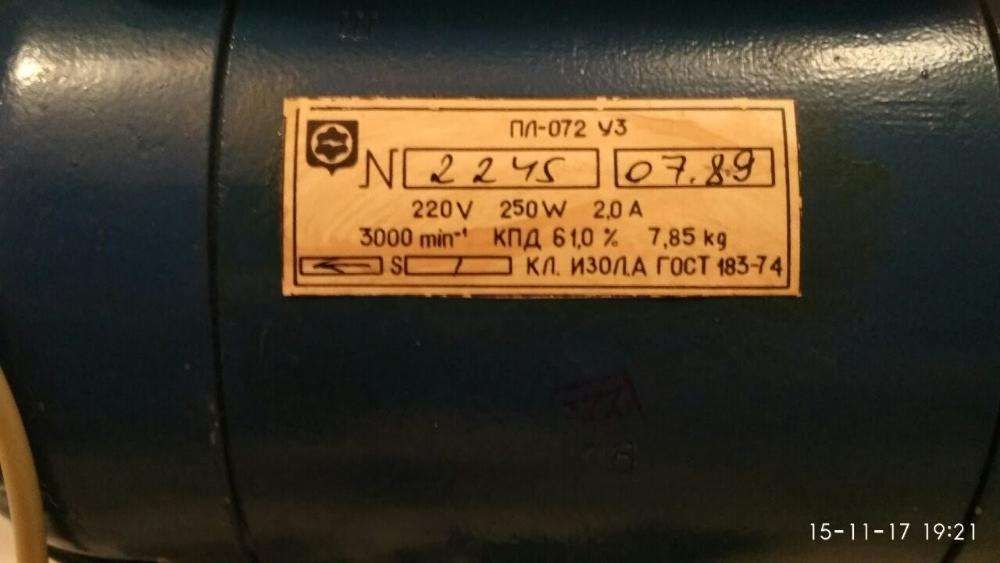 ПЛ-072 У3
N 2245 07.89
220V 250W 2,0 A
3000 min⁻¹ КПД 61,0 % 7,85 kg
S 1 КЛ. ИЗОЛ.А ГОСТ 183-74
15-11-17 19:21